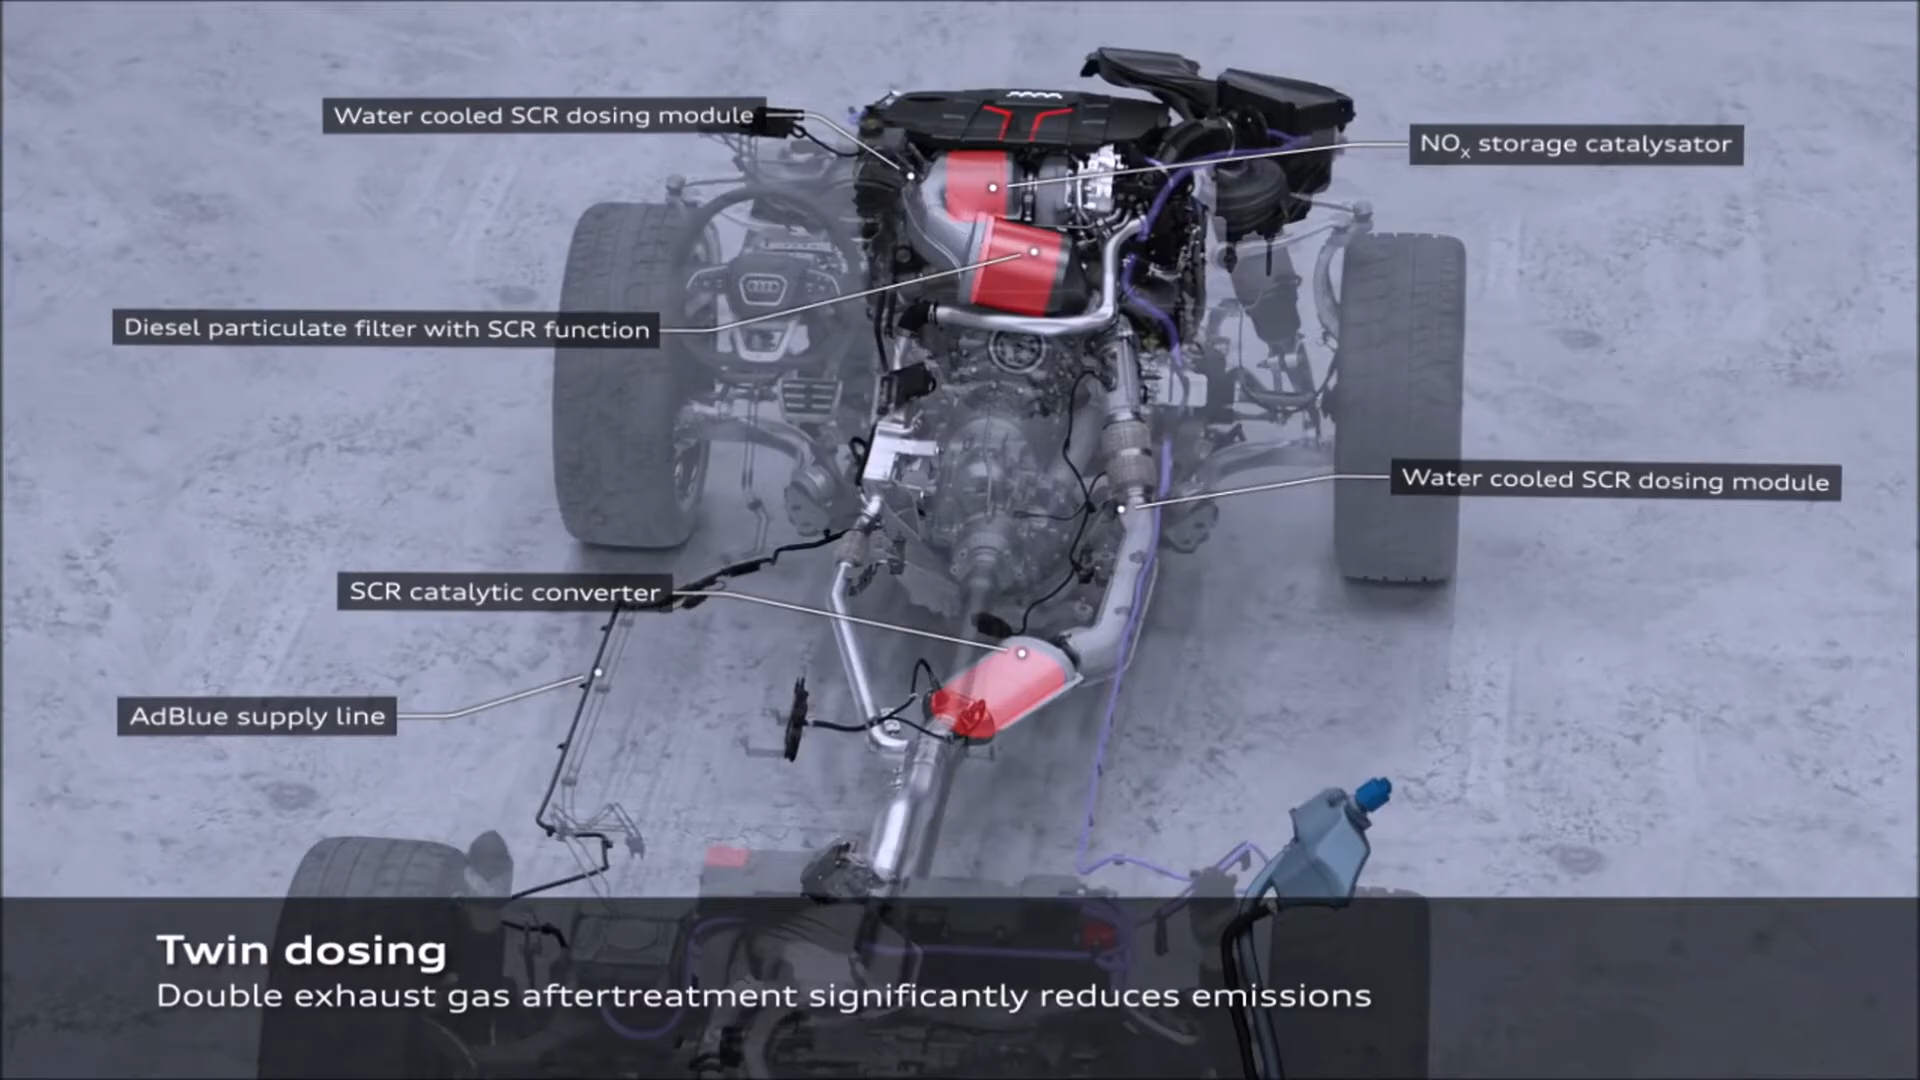 Water cooled SCR dosing module
NOx storage catalysator
Diesel particulate filter with SCR function
Water cooled SCR dosing module
SCR catalytic converter
AdBlue supply line
Twin dosing
Double exhaust gas aftertreatment significantly reduces emissions